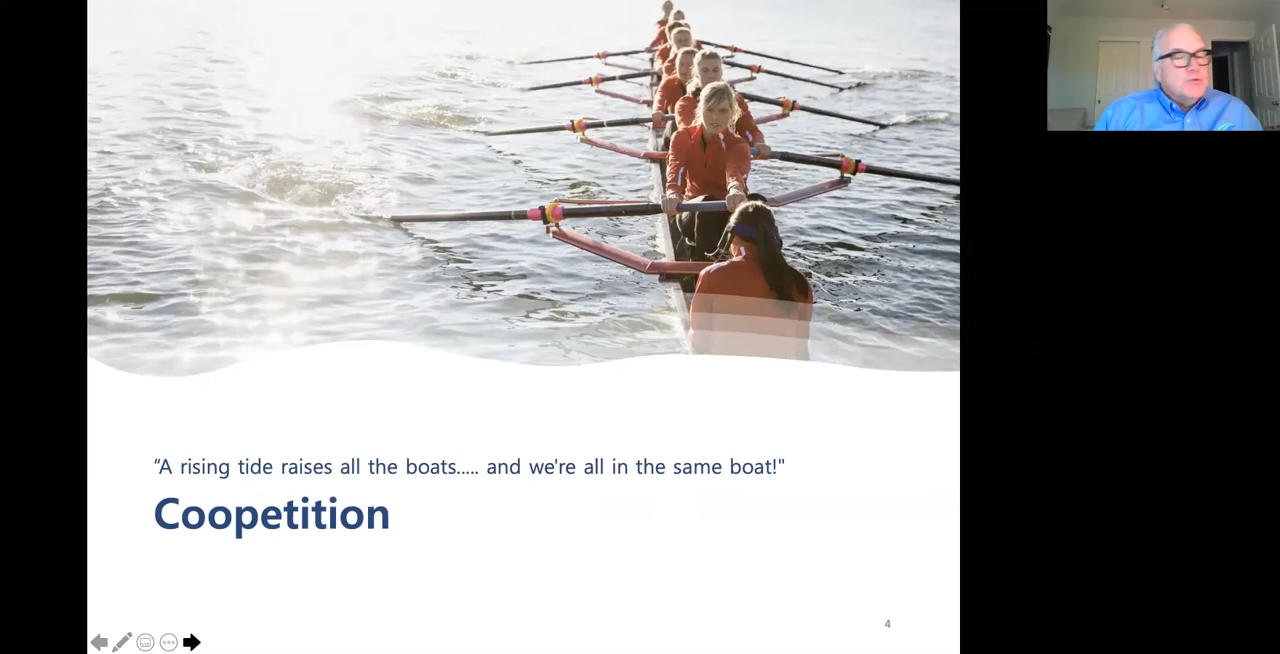 “A rising tide raises all the boats..... and we're all in the same boat!"
Coopetition
4